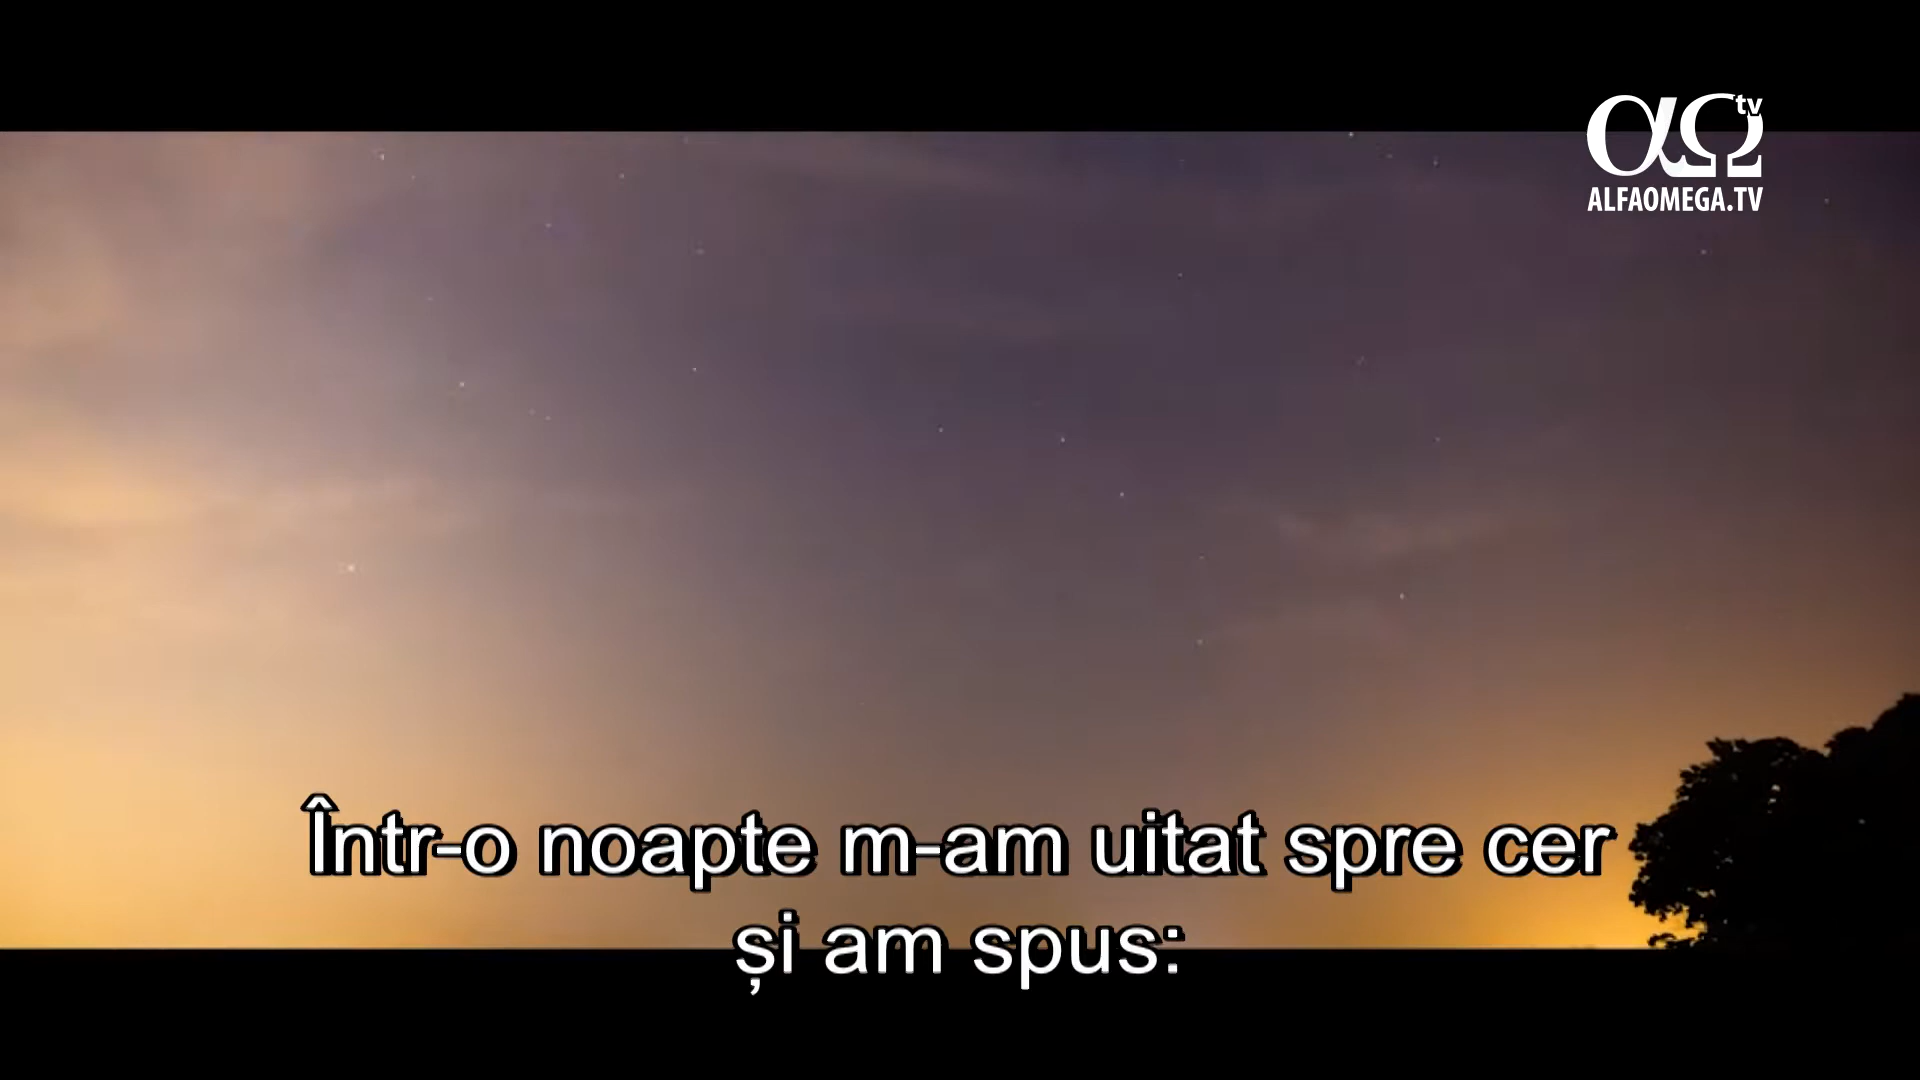 αΩ tv
ALFAOMEGA.TV
Într-o noapte m-am uitat spre cer
și am spus: